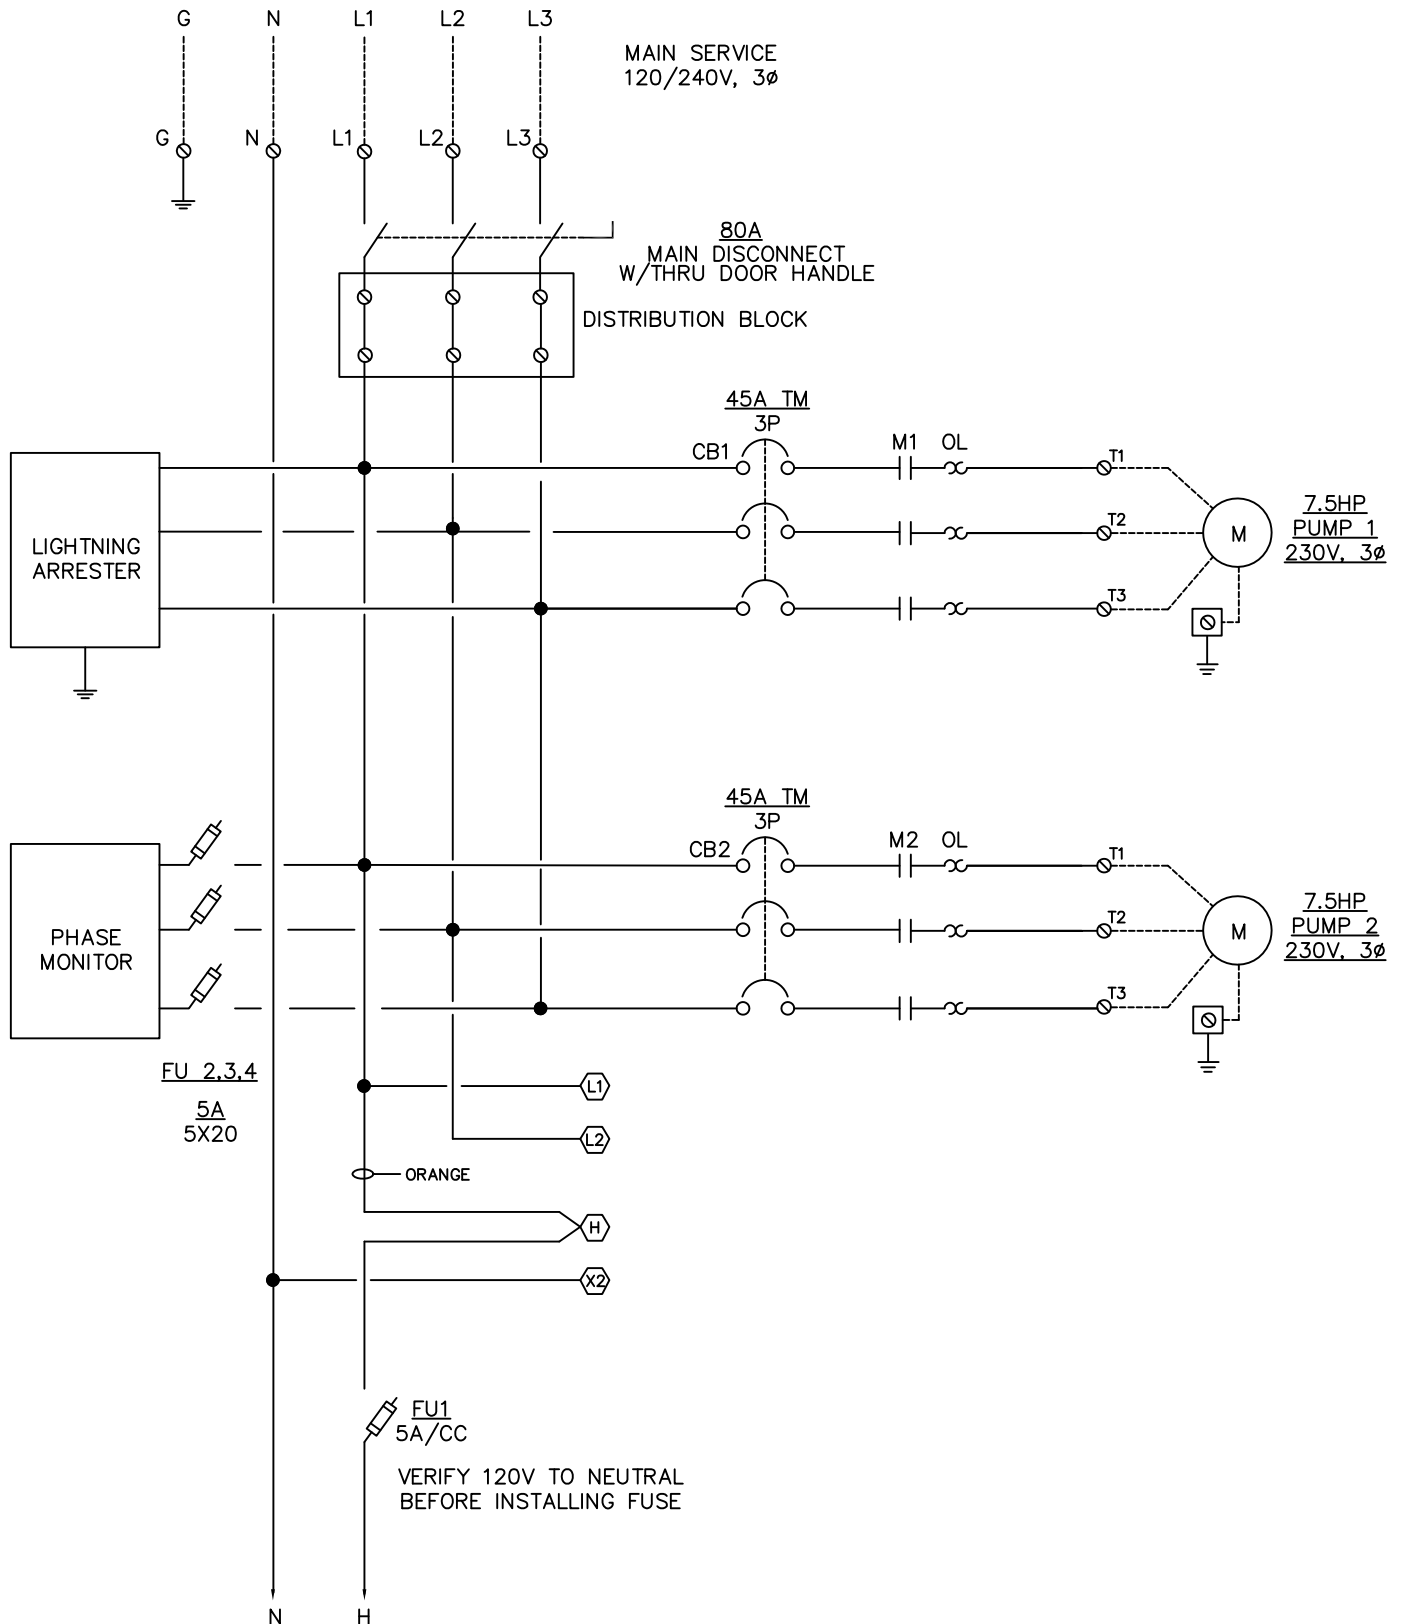 G N L1 L2 L3
MAIN SERVICE
120/240V, 3ø
G N L1 L2 L3
80A
MAIN DISCONNECT
W/THRU DOOR HANDLE
DISTRIBUTION BLOCK
45A TM
3P
CB1 M1 OL T1
T2
T3
M
7.5HP
PUMP 1
230V, 3ø
LIGHTNING
ARRESTER
45A TM
3P
CB2 M2 OL T1
T2
T3
M
7.5HP
PUMP 2
230V, 3ø
PHASE
MONITOR
FU 2,3,4
5A
5X20
L1
L2
ORANGE
H
X2
FU1
5A/CC
VERIFY 120V TO NEUTRAL
BEFORE INSTALLING FUSE
N H